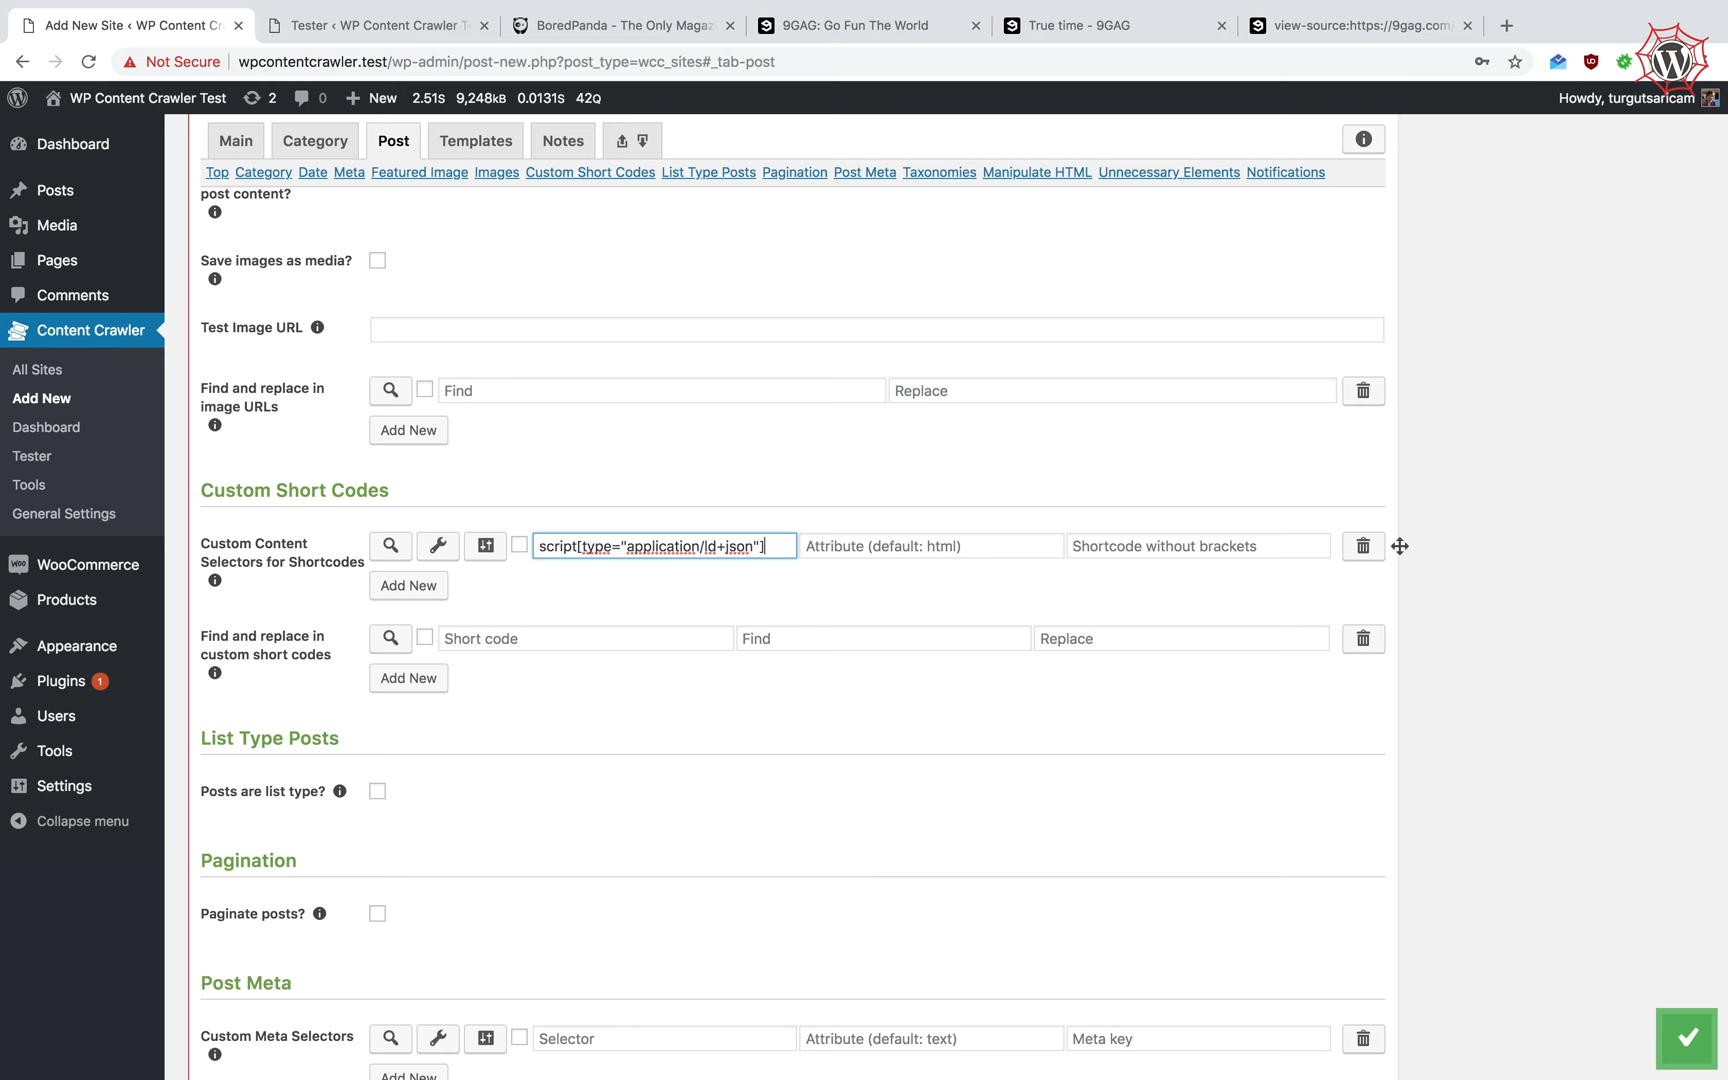 Add New Site ‹ WP Content Cr
Tester ‹ WP Content Crawler T
BoredPanda - The Only Magaz
9GAG: Go Fun The World
True time - 9GAG
view-source:https://9gag.com/
Not Secure
wpcontentcrawler.test/wp-admin/post-new.php?post_type=wcc_sites#_tab-post
WP Content Crawler Test
2
0
New
2.51s 9,248kB 0.0131s 42Q
Howdy, turgutsaricam
Dashboard
Posts
Media
Pages
Comments
Content Crawler
All Sites
Add New
Dashboard
Tester
Tools
General Settings
WooCommerce
Products
Appearance
Plugins 1
Users
Tools
Settings
Collapse menu
Main
Category
Post
Templates
Notes
Top Category Date Meta Featured Image Images Custom Short Codes List Type Posts Pagination Post Meta Taxonomies Manipulate HTML Unnecessary Elements Notifications
post content?
Save images as media?
Test Image URL
Find and replace in
image URLs
Find
Replace
Add New
Custom Short Codes
Custom Content
Selectors for Shortcodes
script[type="application/ld+json"]
Attribute (default: html)
Shortcode without brackets
Add New
Find and replace in
custom short codes
Short code
Find
Replace
Add New
List Type Posts
Posts are list type?
Pagination
Paginate posts?
Post Meta
Custom Meta Selectors
Selector
Attribute (default: text)
Meta key
Add New